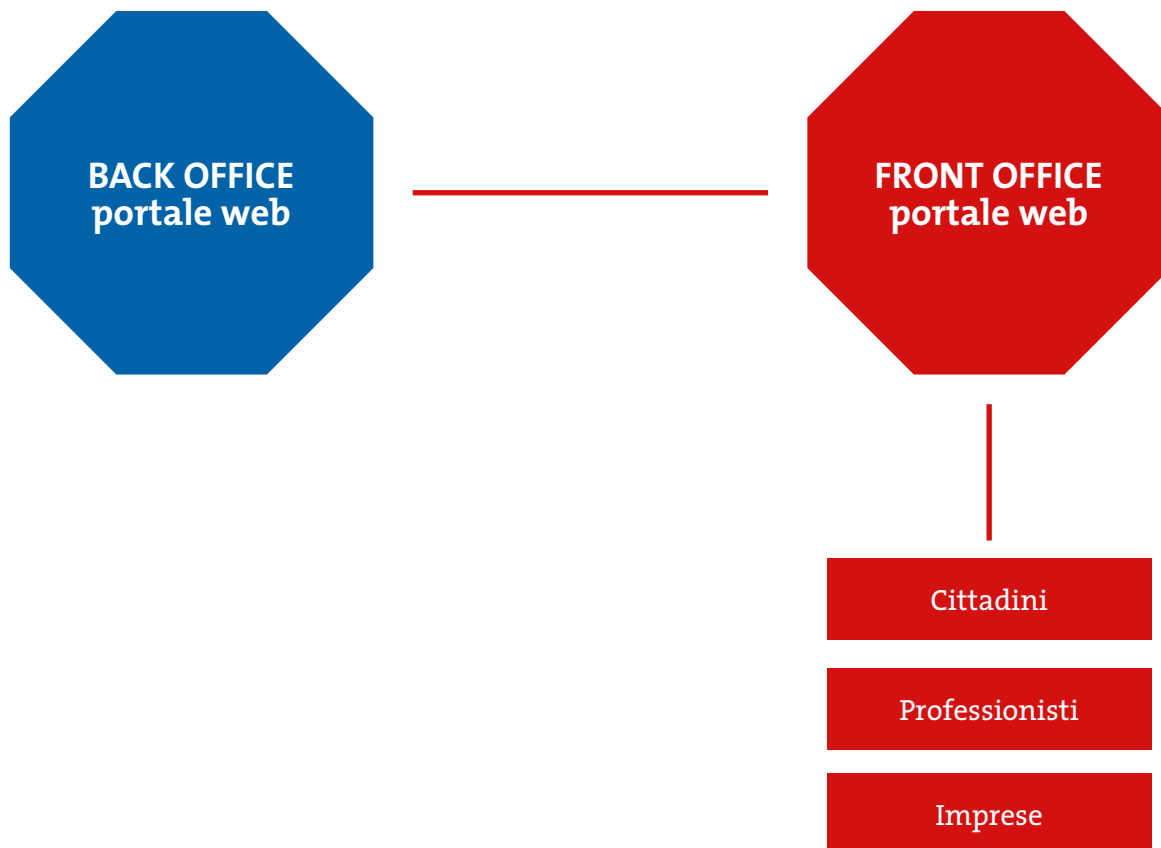 BACK OFFICE
portale web
FRONT OFFICE
portale web
Cittadini
Professionisti
Imprese